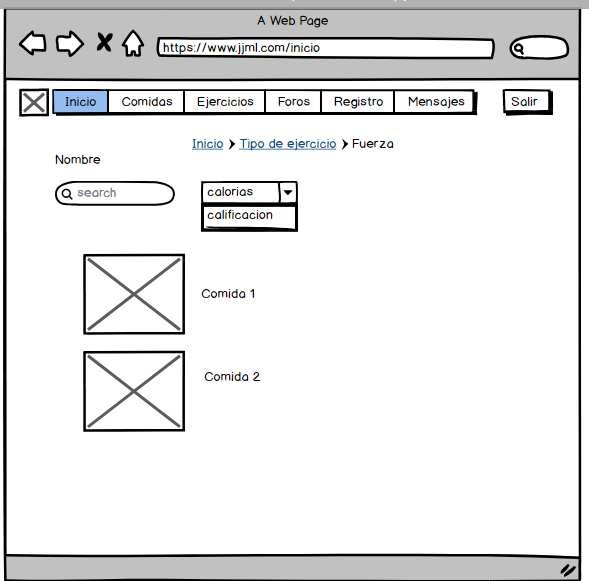 A Web Page
https://www.jjml.com/inicio
Inicio Comidas Ejercicios Foros Registro Mensajes Salir
Inicio > Tipo de ejercicio > Fuerza
Nombre
search calorias
calificacion
Comida 1
Comida 2